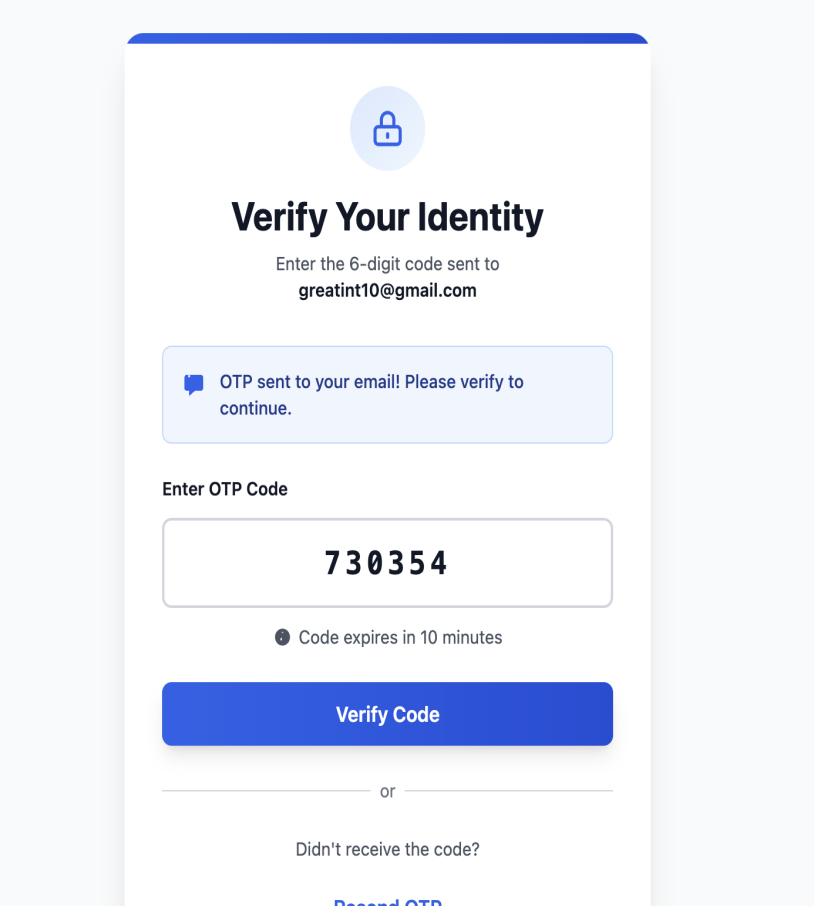 Verify Your Identity
Enter the 6-digit code sent to
greatint10@gmail.com
OTP sent to your email! Please verify to
continue.
Enter OTP Code
730354
Code expires in 10 minutes
Verify Code
or
Didn't receive the code?
Resend OTP